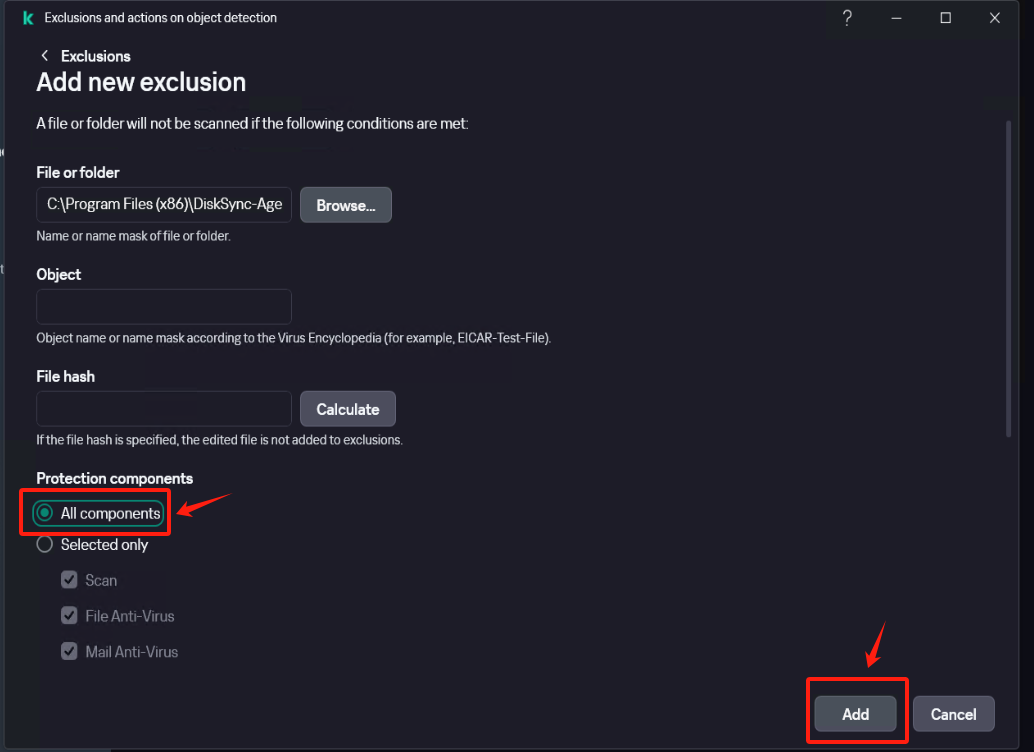 Exclusions and actions on object detection
Exclusions
Add new exclusion
A file or folder will not be scanned if the following conditions are met:
File or folder
C:\Program Files (x86)\DiskSync-Age
Browse...
Name or name mask of file or folder.
Object
Object name or name mask according to the Virus Encyclopedia (for example, EICAR-Test-File).
File hash
Calculate
If the file hash is specified, the edited file is not added to exclusions.
Protection components
All components
Selected only
Scan
File Anti-Virus
Mail Anti-Virus
Add
Cancel